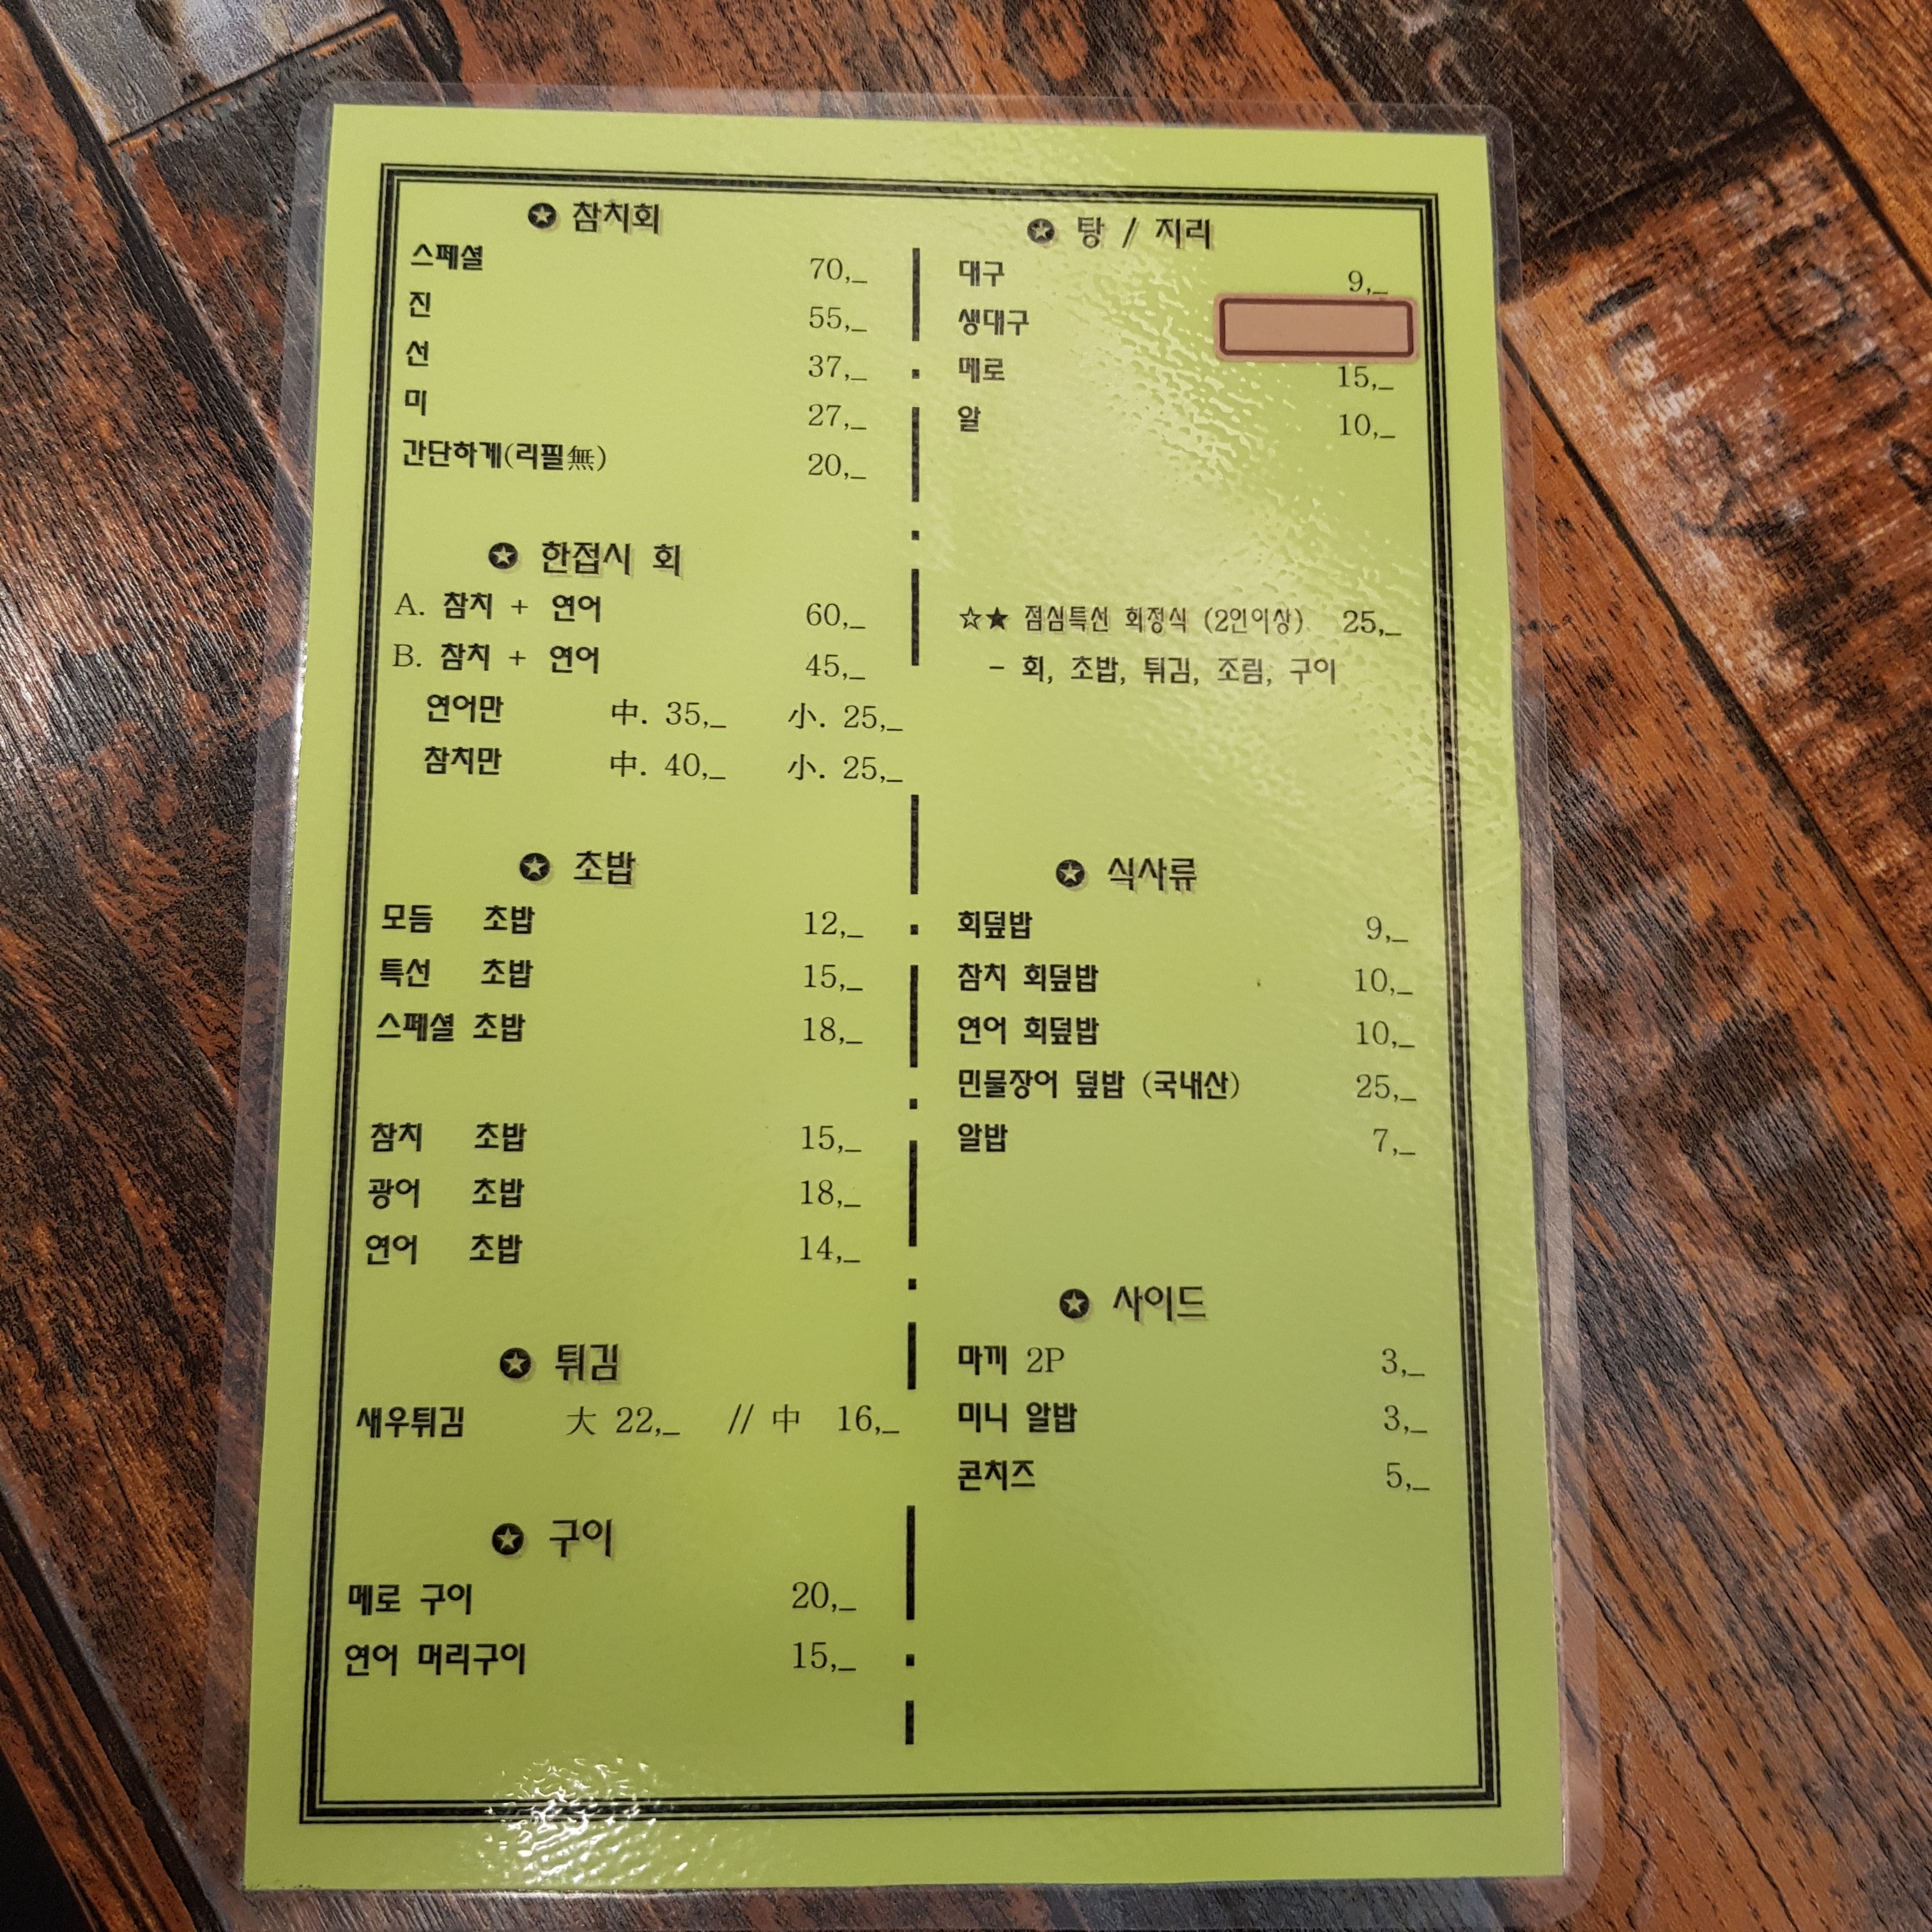 ✪ 참치회
스페셜 70,_
진 55,_
선 37,_
미 27,_
간단하게(리필無) 20,_
✪ 한접시 회
A. 참치 + 연어 60,_
B. 참치 + 연어 45,_
연어만 中. 35,_ 小. 25,_
참치만 中. 40,_ 小. 25,_
✪ 초밥
모듬 초밥 12,_
특선 초밥 15,_
스페셜 초밥 18,_
참치 초밥 15,_
광어 초밥 18,_
연어 초밥 14,_
✪ 튀김
새우튀김 大 22,_ // 中 16,_
✪ 구이
메로 구이 20,_
연어 머리구이 15,_
✪ 탕 / 지리
대구 9,_
생대구
메로 15,_
알 10,_
☆★ 점심특선 회정식 (2인이상) 25,_
- 회, 초밥, 튀김, 조림, 구이
✪ 식사류
회덮밥 9,_
참치 회덮밥 10,_
연어 회덮밥 10,_
민물장어 덮밥 (국내산) 25,_
알밥 7,_
✪ 사이드
마끼 2P 3,_
미니 알밥 3,_
콘치즈 5,_